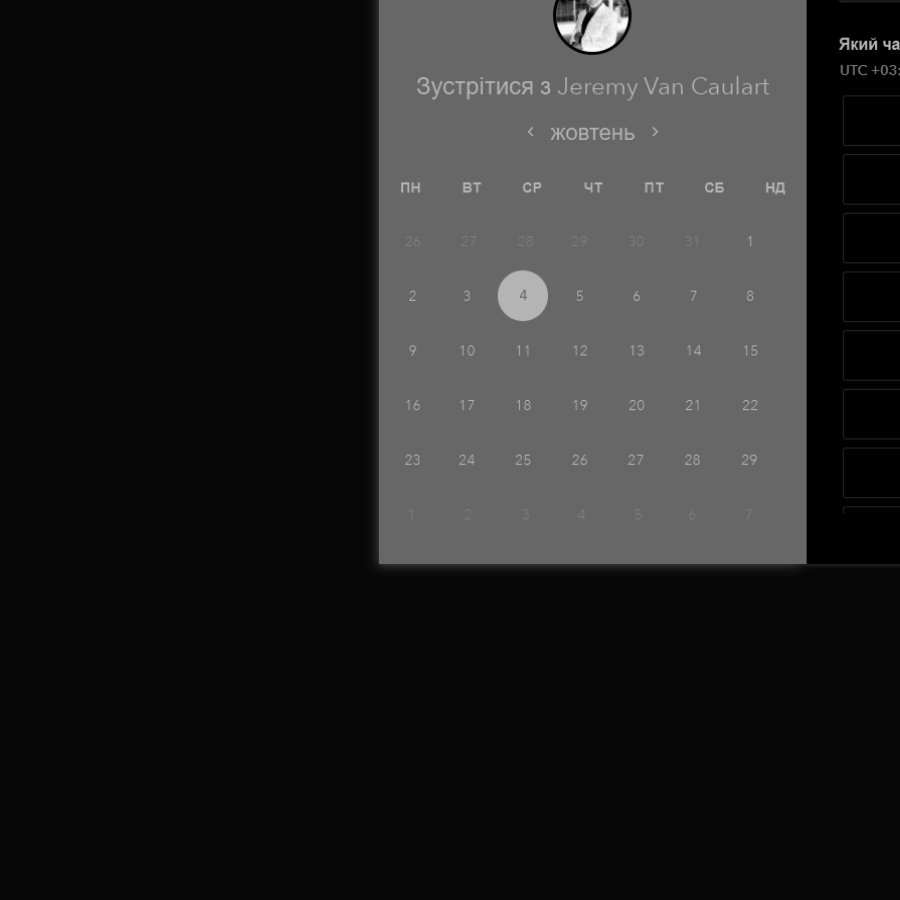 Зустрітися з Jeremy Van Caulart
‹ жовтень ›
ПН ВТ СР ЧТ ПТ СБ НД
26 27 28 29 30 31 1
2 3 4 5 6 7 8
9 10 11 12 13 14 15
16 17 18 19 20 21 22
23 24 25 26 27 28 29
1 2 3 4 5 6 7
Який
UTC +03: